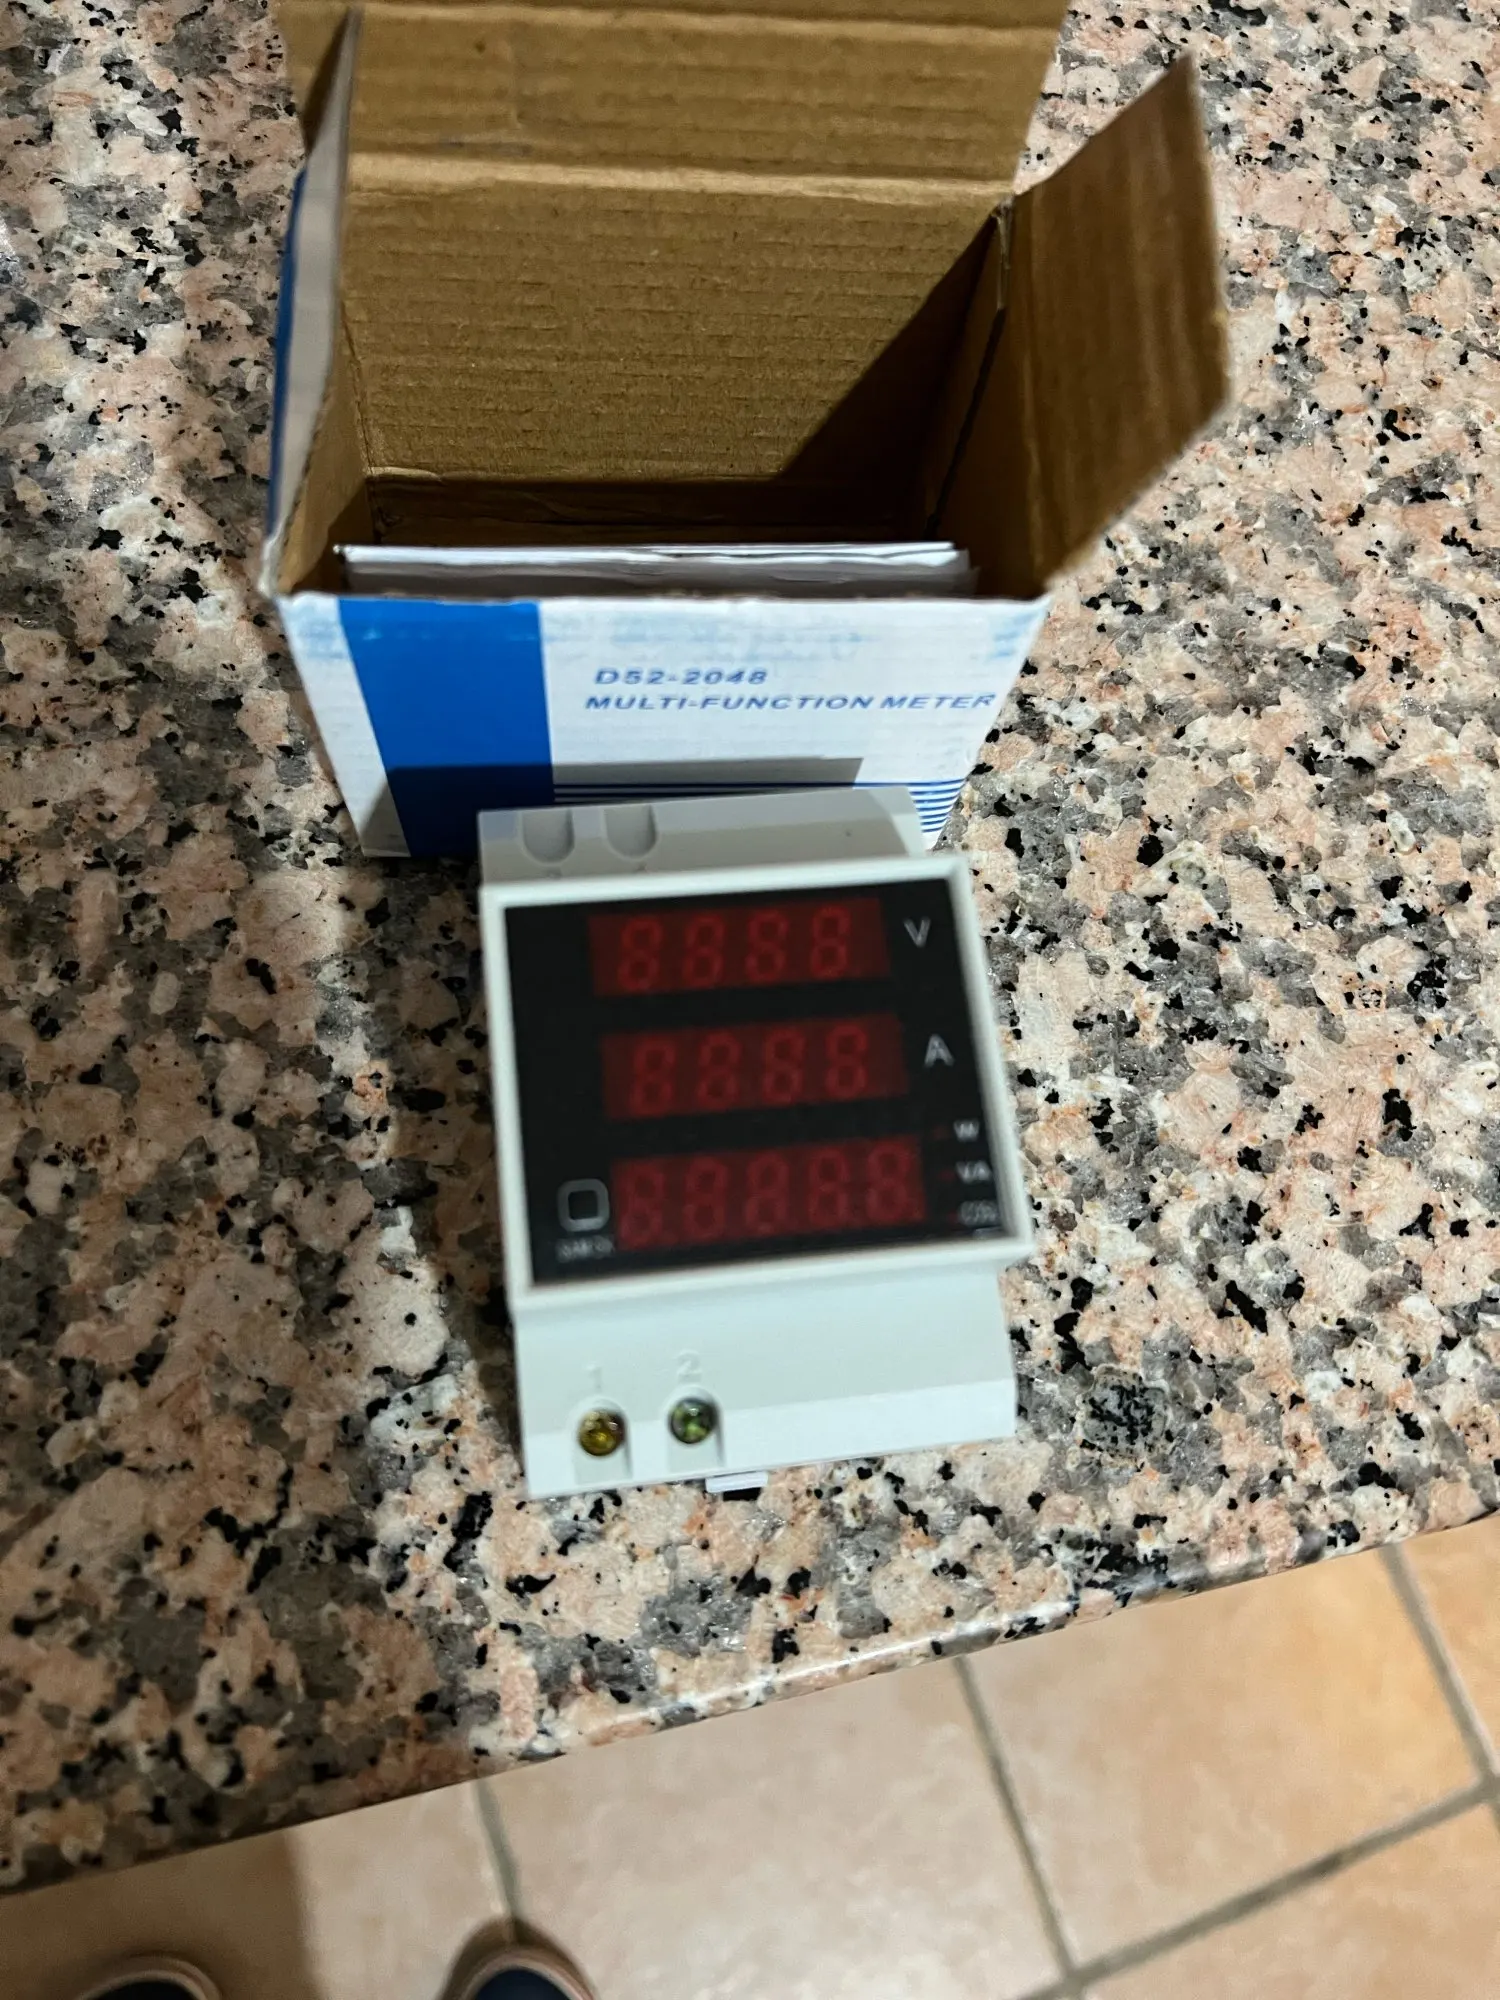 D52-2048
MULTI-FUNCTION METER
8888 V
8888 A
W
VA
88888
1 2